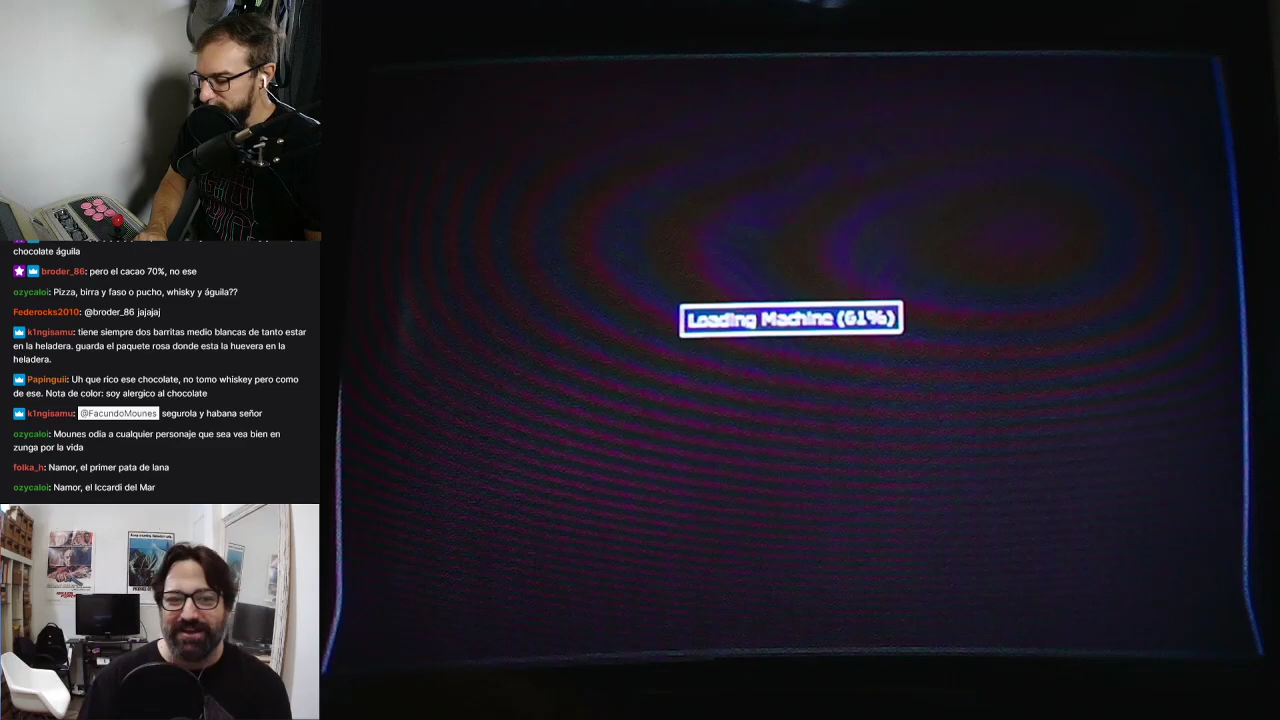 chocolate águila
broder_86: pero el cacao 70%, no ese
ozycaloi: Pizza, birra y faso o pucho, whisky y águila??
Federocks2010: @broder_86 jajajaj
k1ngisamu: tiene siempre dos barritas medio blancas de tanto estar
en la heladera. guarda el paquete rosa donde esta la huevera en la
heladera.
Papinguii: Uh que rico ese chocolate, no tomo whiskey pero como
de ese. Nota de color: soy alergico al chocolate
k1ngisamu: @FacundoMounes segurola y habana señor
ozycaloi: Mounes odia a cualquier personaje que sea vea bien en
zunga por la vida
folka_h: Namor, el primer pata de lana
ozycaloi: Namor, el Iccardi del Mar
Loading Machine (61%)